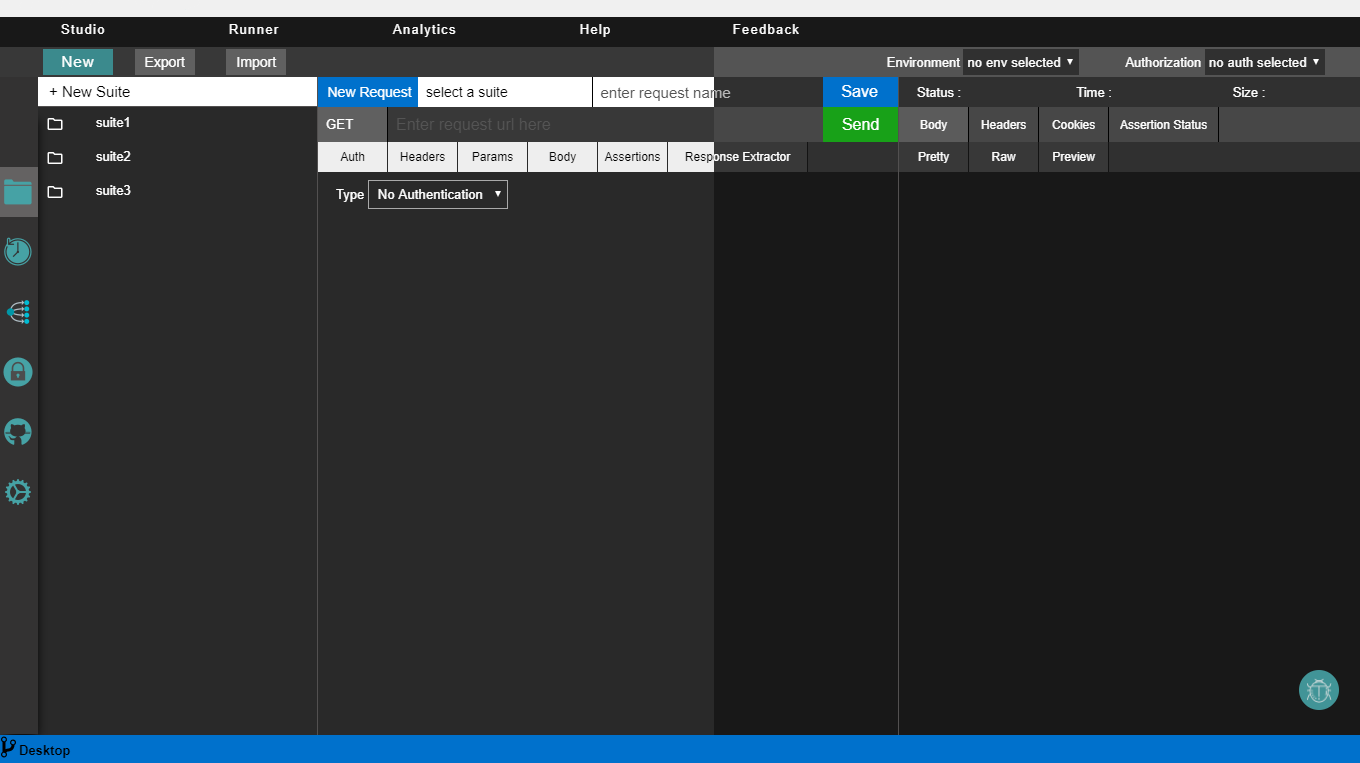 Studio Runner Analytics Help Feedback
New Export Import Environment no env selected Authorization no auth selected
+ New Suite New Request select a suite enter request name Save Status : Time : Size :
suite1 GET Enter request url here Send Body Headers Cookies Assertion Status
suite2 Auth Headers Params Body Assertions Response Extractor Pretty Raw Preview
suite3 Type No Authentication
Desktop